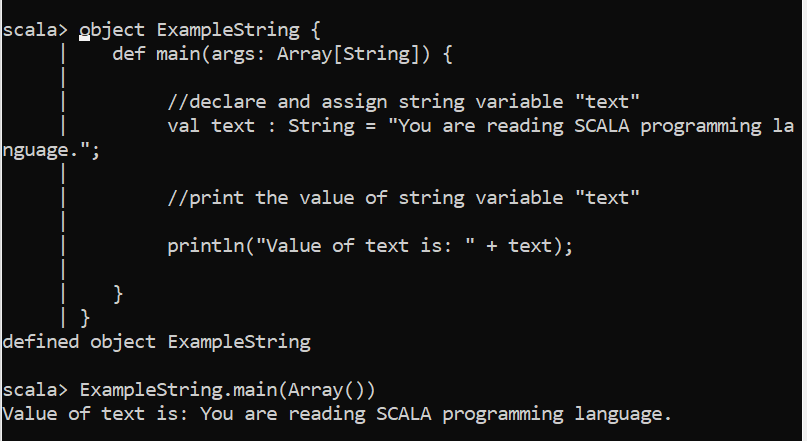 scala> object ExampleString {
     |    def main(args: Array[String]) {
     |
     |         //declare and assign string variable "text"
     |         val text : String = "You are reading SCALA programming la
nguage.";
     |
     |         //print the value of string variable "text"
     |
     |         println("Value of text is: " + text);
     |
     |    }
     | }
defined object ExampleString

scala> ExampleString.main(Array())
Value of text is: You are reading SCALA programming language.